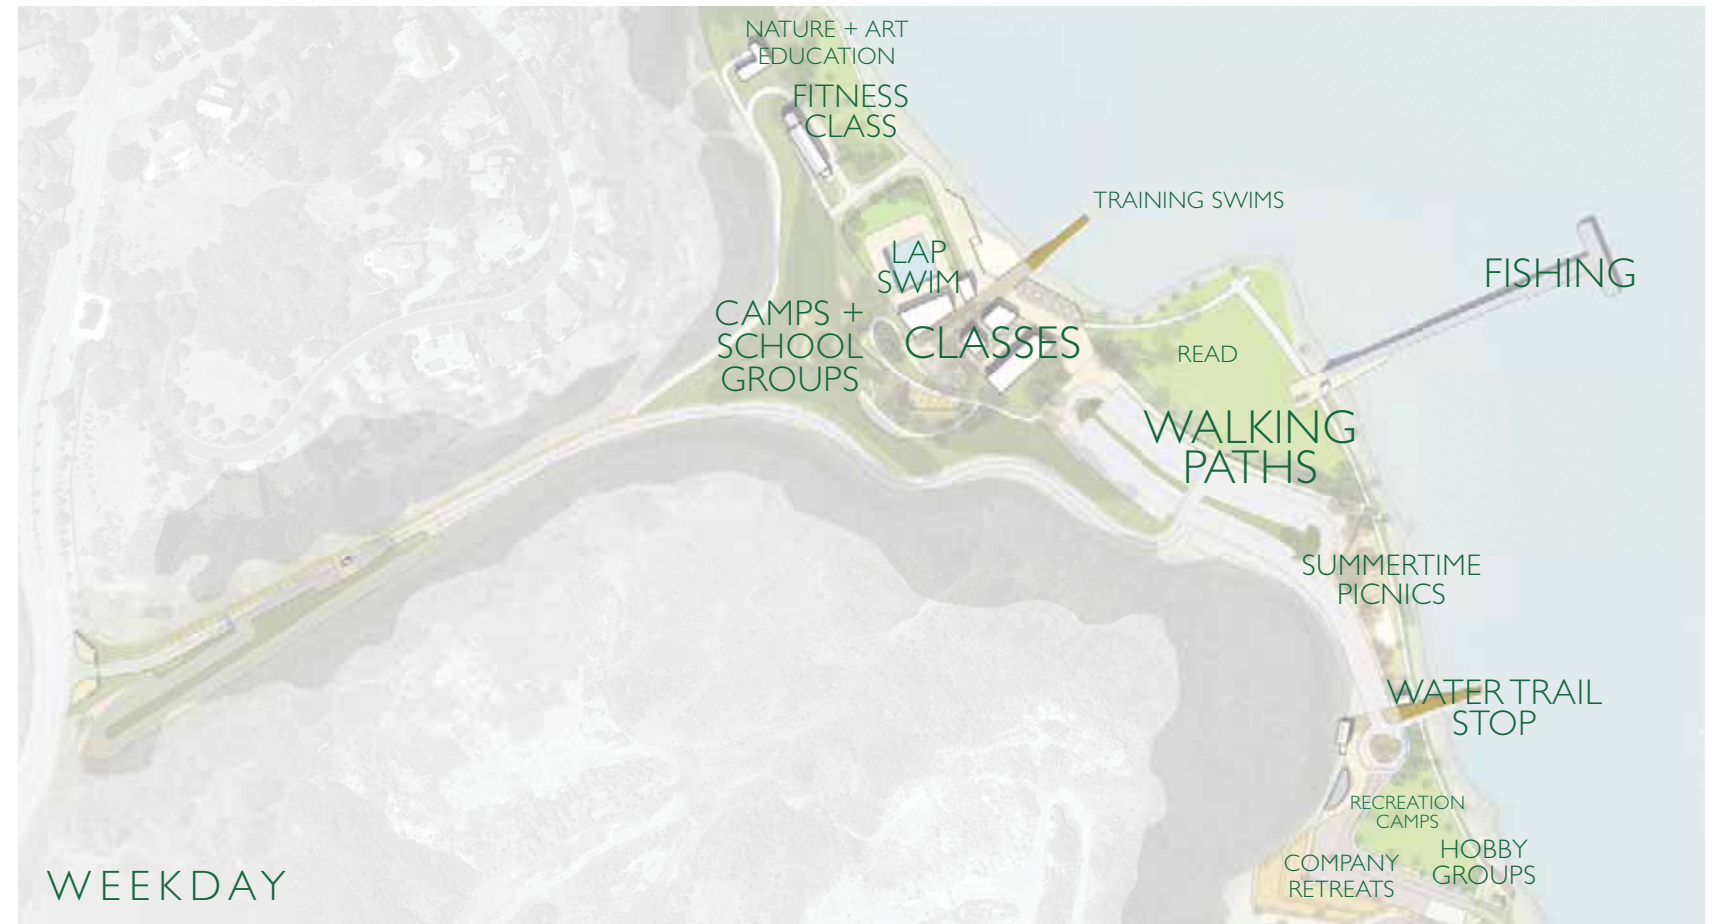 NATURE + ART
EDUCATION
FITNESS
CLASS
TRAINING SWIMS
LAP
SWIM
FISHING
CAMPS +
SCHOOL
GROUPS
CLASSES
READ
WALKING
PATHS
SUMMERTIME
PICNICS
WATER TRAIL
STOP
RECREATION
CAMPS
HOBBY
GROUPS
COMPANY
RETREATS
WEEKDAY